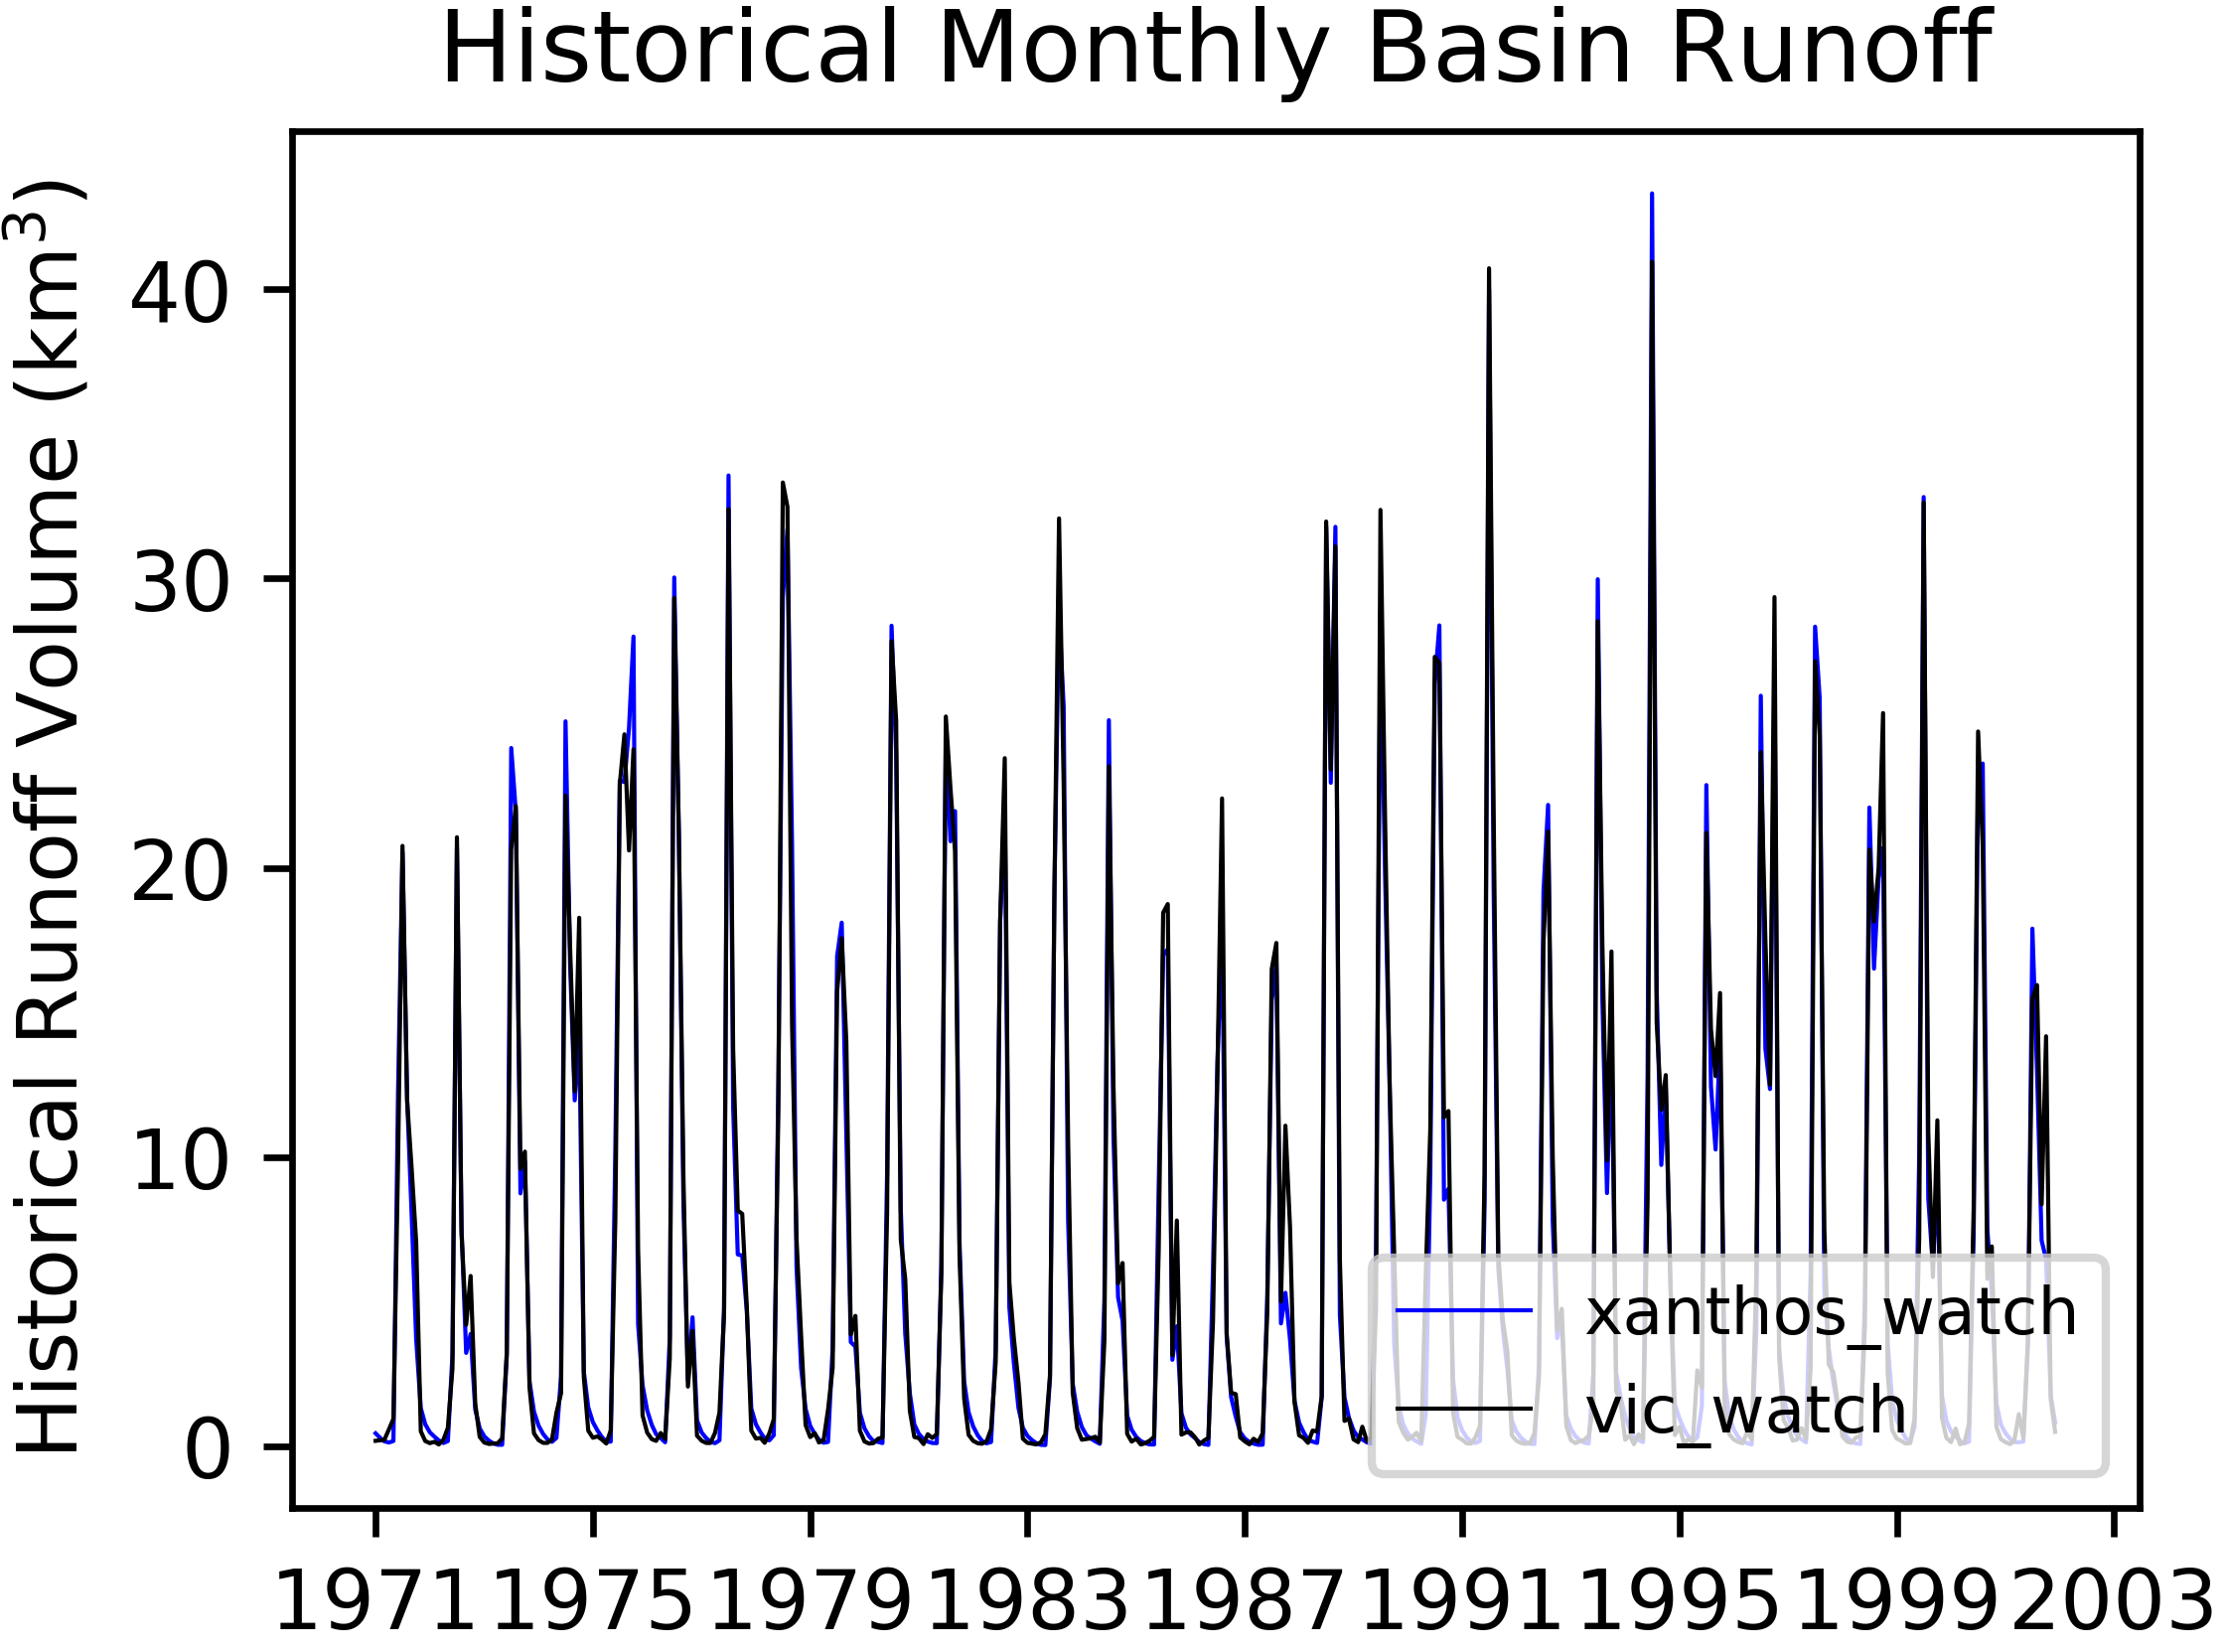 Historical Monthly Basin Runoff
Historical Runoff Volume (km³)
40
30
20
10
0
xanthos_watch
vic_watch
1971 1975 1979 1983 1987 1991 1995 1999 2003